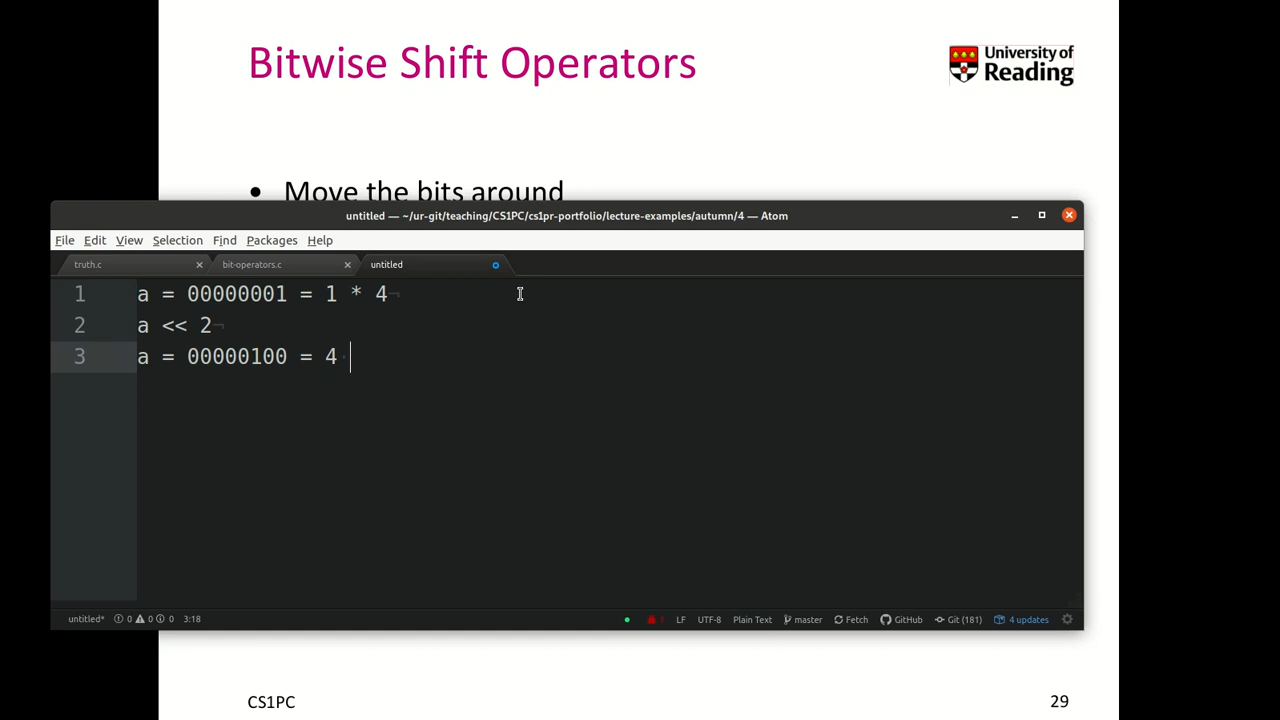 Bitwise Shift Operators
University of
Reading
• Move the bits around
untitled — ~/ur-git/teaching/CS1PC/cs1pr-portfolio/lecture-examples/autumn/4 — Atom
File Edit View Selection Find Packages Help
truth.c bit-operators.c untitled
1 a = 00000001 = 1 * 4¬
2 a << 2¬
3 a = 00000100 = 4·
untitled* 0 0 0 3:18 LF UTF-8 Plain Text master Fetch GitHub Git (181) 4 updates
CS1PC 29